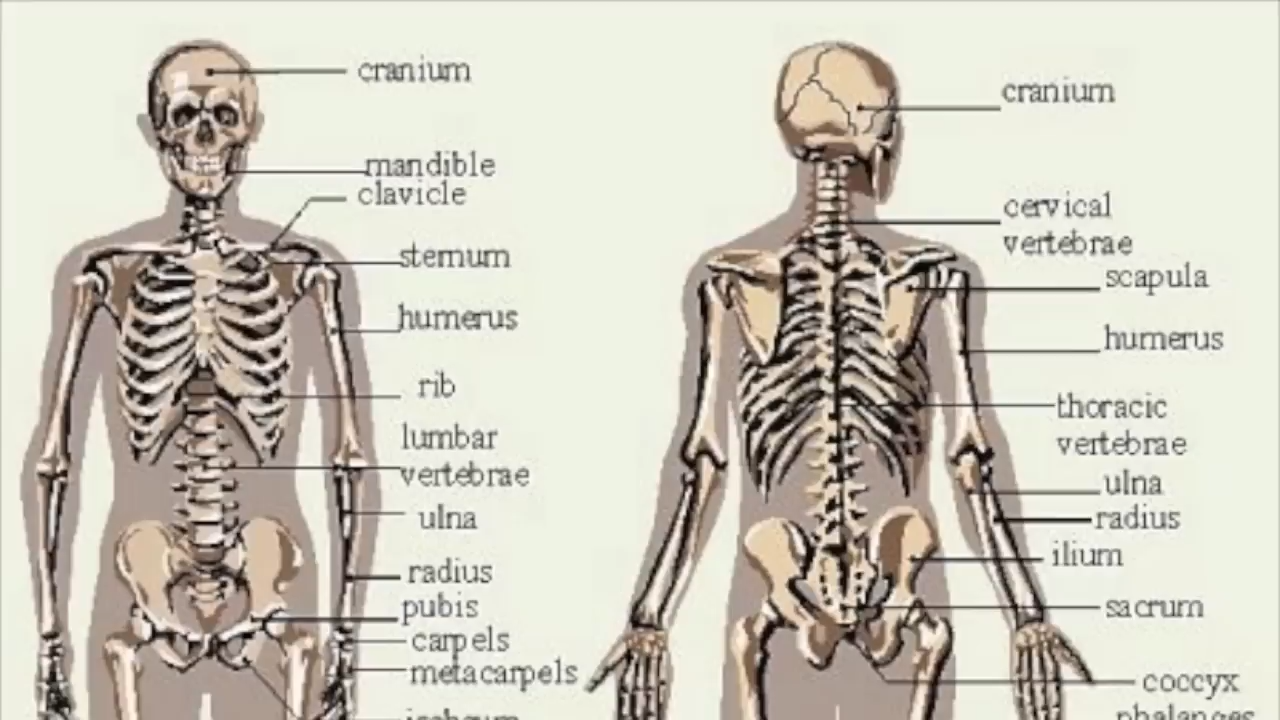 cranium
mandible
clavicle
sternum
humerus
rib
lumbar
vertebrae
ulna
radius
pubis
carpels
metacarpels
cranium
cervical
vertebrae
scapula
humerus
thoracic
vertebrae
ulna
radius
ilium
sacrum
coccyx
phalanges